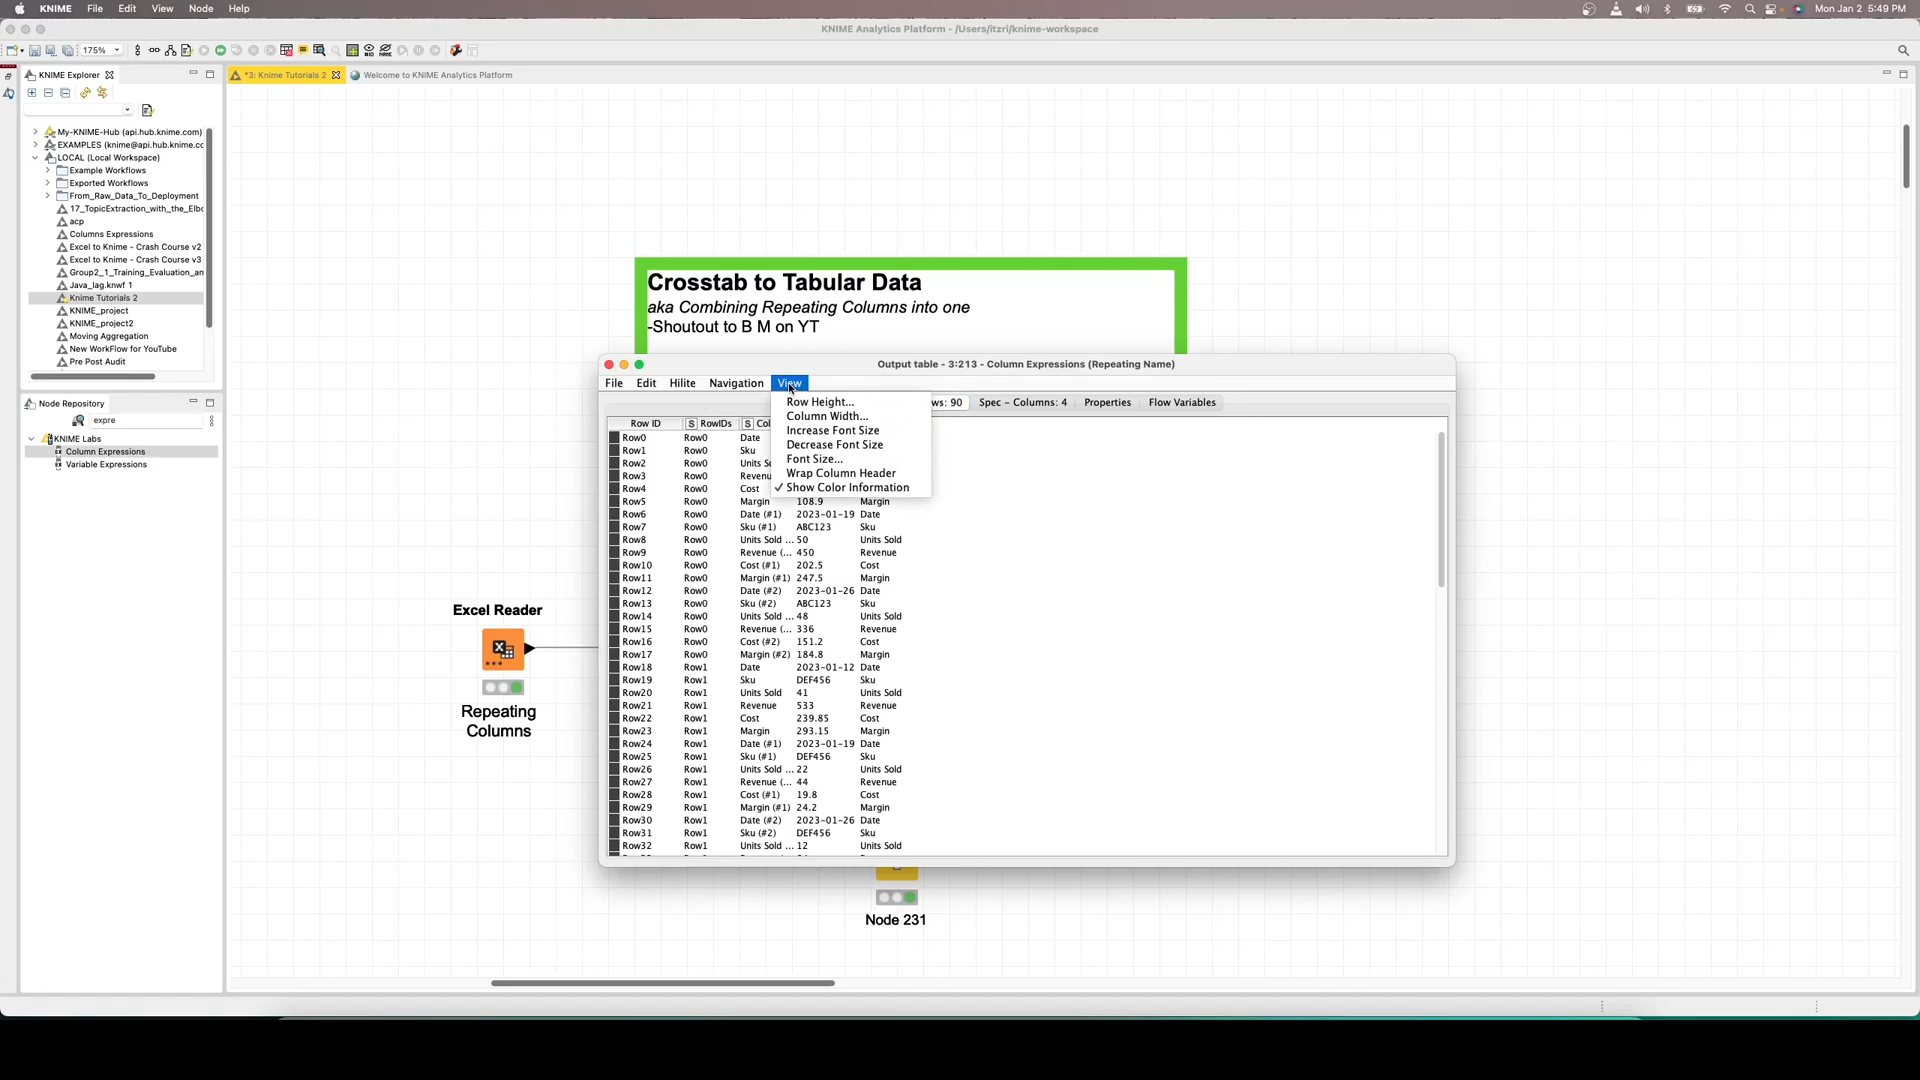 KNIME File Edit View Node Help Mon Jan 2 5:49 PM
KNIME Analytics Platform - /Users/itzri/knime-workspace
175%
KNIME Explorer
*3: Knime Tutorials 2 Welcome to KNIME Analytics Platform
My-KNIME-Hub (api.hub.knime.com)
EXAMPLES (knime@api.hub.knime.cc
LOCAL (Local Workspace)
Example Workflows
Exported Workflows
From_Raw_Data_To_Deployment
17_TopicExtraction_with_the_Elbc
acp
Columns Expressions
Excel to Knime - Crash Course v2
Excel to Knime - Crash Course v3
Group2_1_Training_Evaluation_an
Java_lag.knwf 1
Knime Tutorials 2
KNIME_project
KNIME_project2
Moving Aggregation
New WorkFlow for YouTube
Pre Post Audit
Node Repository
expre
KNIME Labs
Column Expressions
Variable Expressions
Crosstab to Tabular Data
aka Combining Repeating Columns into one
-Shoutout to B M on YT
Excel Reader
Repeating
Columns
Output table - 3:213 - Column Expressions (Repeating Name)
File Edit Hilite Navigation View
ws: 90 Spec - Columns: 4 Properties Flow Variables
Row Height...
Column Width...
Increase Font Size
Decrease Font Size
Font Size...
Wrap Column Header
✓ Show Color Information
Row ID S RowIDs S Col
Row0 Row0 Date
Row1 Row0 Sku
Row2 Row0 Units Sc
Row3 Row0 Revenu
Row4 Row0 Cost
Row5 Row0 Margin 108.9 Margin
Row6 Row0 Date (#1) 2023-01-19 Date
Row7 Row0 Sku (#1) ABC123 Sku
Row8 Row0 Units Sold ... 50 Units Sold
Row9 Row0 Revenue (... 450 Revenue
Row10 Row0 Cost (#1) 202.5 Cost
Row11 Row0 Margin (#1) 247.5 Margin
Row12 Row0 Date (#2) 2023-01-26 Date
Row13 Row0 Sku (#2) ABC123 Sku
Row14 Row0 Units Sold ... 48 Units Sold
Row15 Row0 Revenue (... 336 Revenue
Row16 Row0 Cost (#2) 151.2 Cost
Row17 Row0 Margin (#2) 184.8 Margin
Row18 Row1 Date 2023-01-12 Date
Row19 Row1 Sku DEF456 Sku
Row20 Row1 Units Sold 41 Units Sold
Row21 Row1 Revenue 533 Revenue
Row22 Row1 Cost 239.85 Cost
Row23 Row1 Margin 293.15 Margin
Row24 Row1 Date (#1) 2023-01-19 Date
Row25 Row1 Sku (#1) DEF456 Sku
Row26 Row1 Units Sold ... 22 Units Sold
Row27 Row1 Revenue (... 44 Revenue
Row28 Row1 Cost (#1) 19.8 Cost
Row29 Row1 Margin (#1) 24.2 Margin
Row30 Row1 Date (#2) 2023-01-26 Date
Row31 Row1 Sku (#2) DEF456 Sku
Row32 Row1 Units Sold ... 12 Units Sold
Node 231